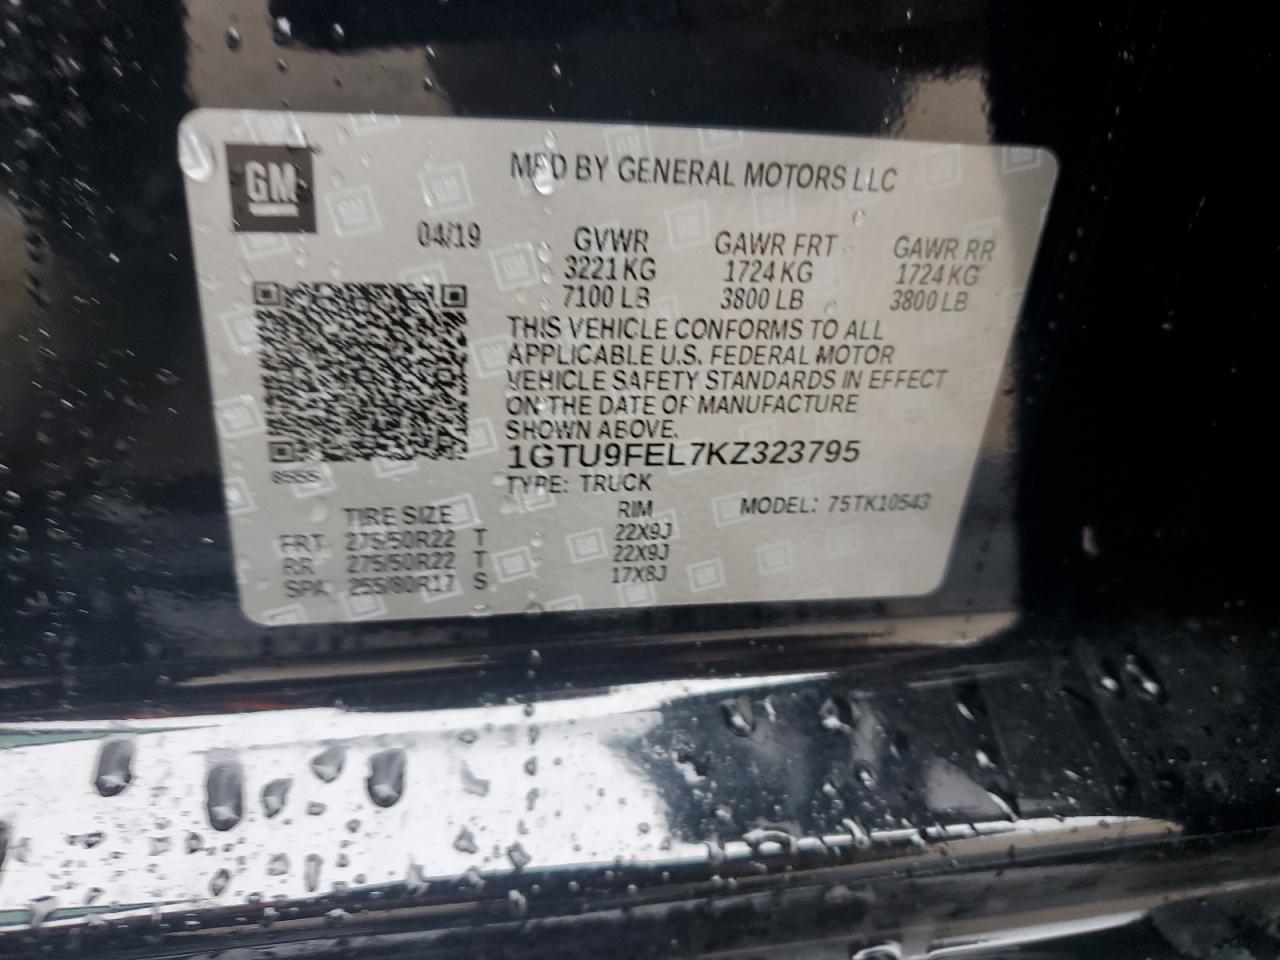 GM
MFD BY GENERAL MOTORS LLC
04/19
GVWR GAWR FRT GAWR RR
3221 KG 1724 KG 1724 KG
7100 LB 3800 LB 3800 LB
THIS VEHICLE CONFORMS TO ALL
APPLICABLE U.S. FEDERAL MOTOR
VEHICLE SAFETY STANDARDS IN EFFECT
ON THE DATE OF MANUFACTURE
SHOWN ABOVE.
1GTU9FEL7KZ323795
8555
TYPE: TRUCK
MODEL: 75TK10543
TIRE SIZE RIM
FRT 275/50R22 T 22X9J
RR 275/50R22 T 22X9J
SPA 255/80R17 S 17X8J